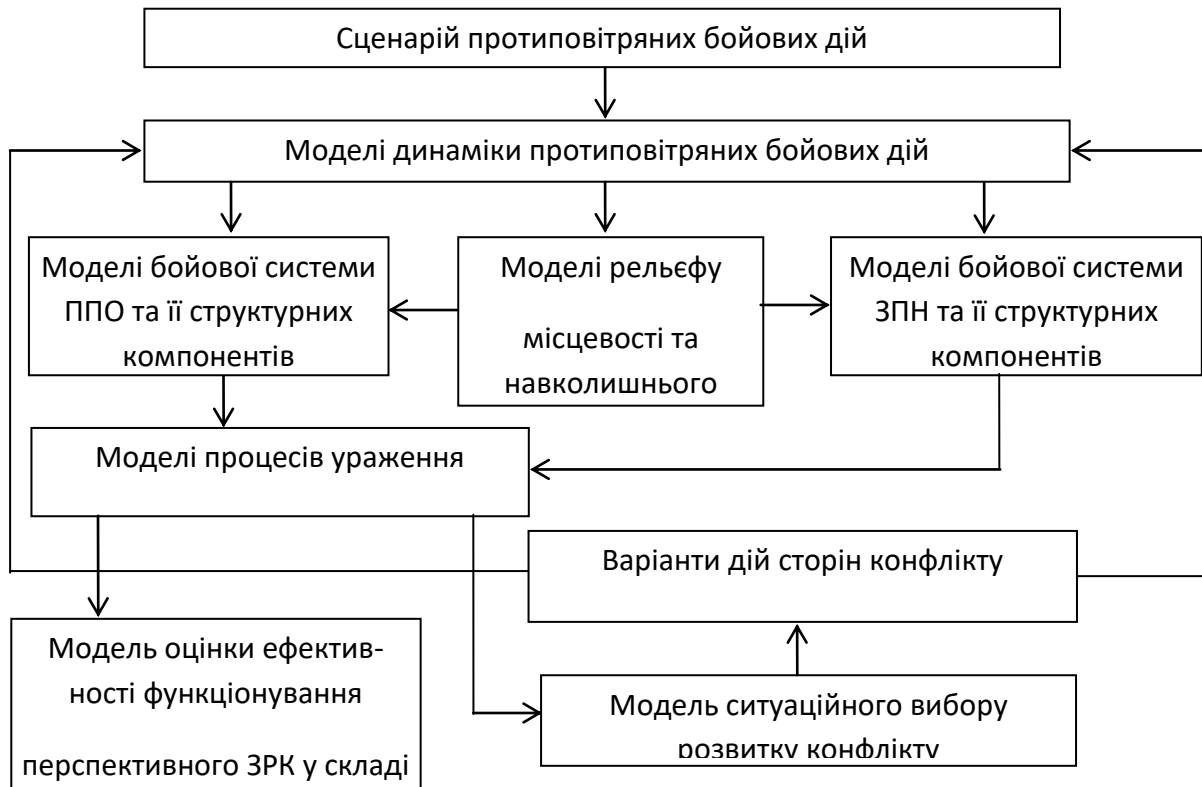 Сценарій протиповітряних бойових дій
Моделі динаміки протиповітряних бойових дій
Моделі бойової системи
ППО та її структурних
компонентів
Моделі рельєфу
місцевості та
навколишнього
Моделі бойової системи
ЗПН та її структурних
компонентів
Моделі процесів ураження
Варіанти дій сторін конфлікту
Модель оцінки ефектив-
ності функціонування
перспективного ЗРК у складі
Модель ситуаційного вибору
розвитку конфлікту